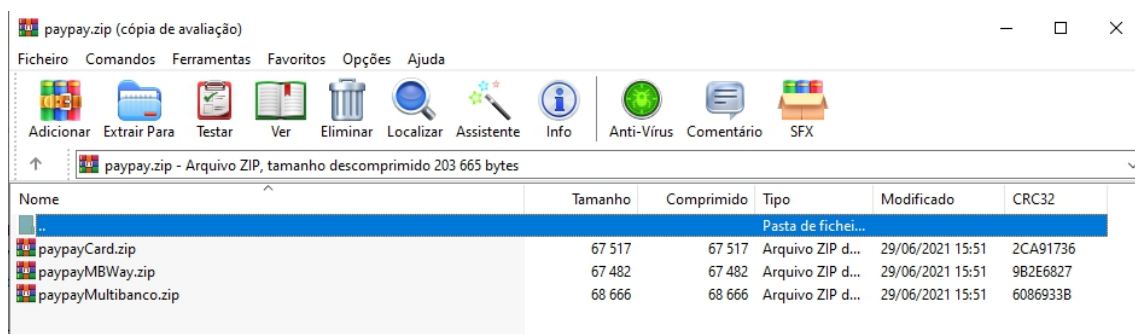 paypay.zip (cópia de avaliação)
Ficheiro Comandos Ferramentas Favoritos Opções Ajuda
Adicionar Extrair Para Testar Ver Eliminar Localizar Assistente Info Anti-Vírus Comentário SFX
paypay.zip - Arquivo ZIP, tamanho descomprimido 203 665 bytes
Nome Tamanho Comprimido Tipo Modificado CRC32
.. Pasta de fichei...
paypayCard.zip 67 517 67 517 Arquivo ZIP d... 29/06/2021 15:51 2CA91736
paypayMBWay.zip 67 482 67 482 Arquivo ZIP d... 29/06/2021 15:51 9B2E6827
paypayMultibanco.zip 68 666 68 666 Arquivo ZIP d... 29/06/2021 15:51 6086933B